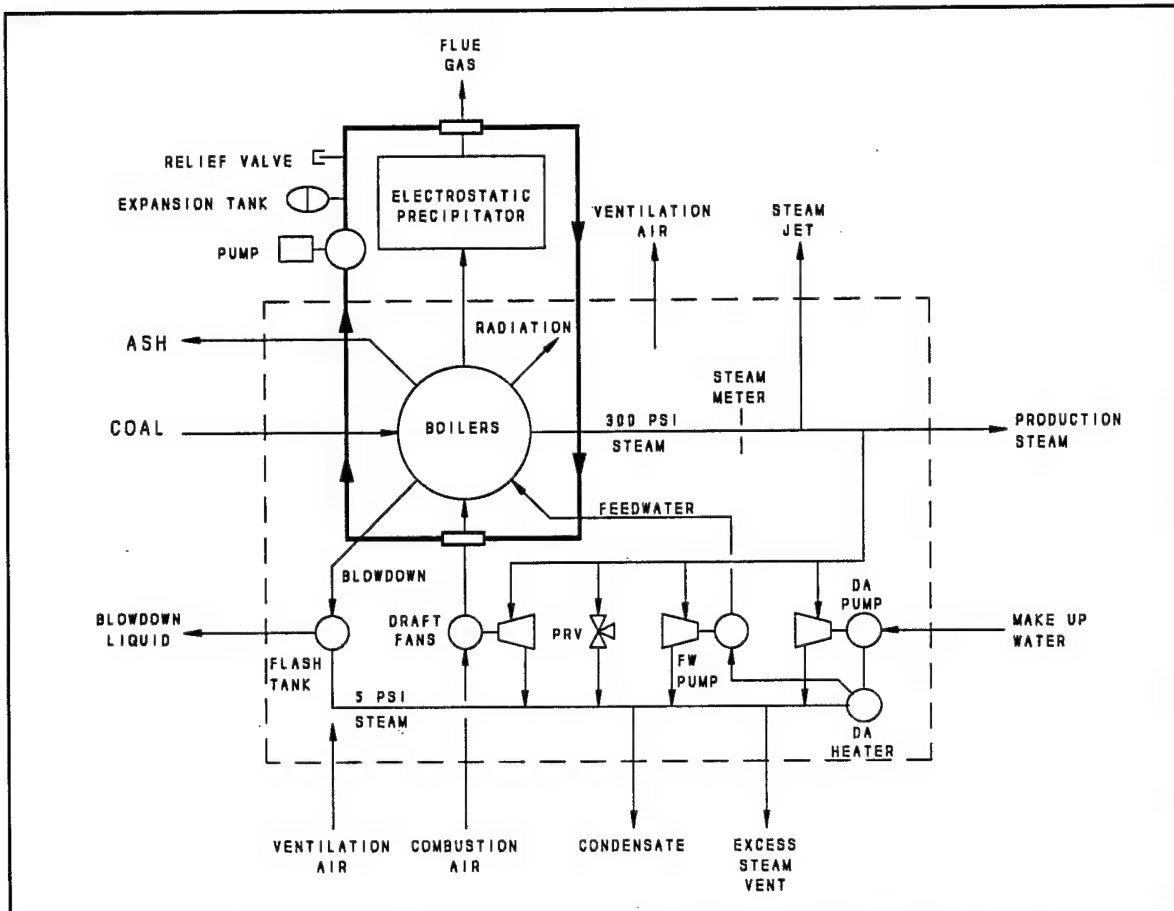 FLUE
GAS
RELIEF VALVE
EXPANSION TANK
PUMP
ELECTROSTATIC
PRECIPITATOR
VENTILATION
AIR
STEAM
JET
RADIATION
ASH
COAL
BOILERS
300 PSI
STEAM
STEAM
METER
PRODUCTION
STEAM
FEEDWATER
BLOWDOWN
BLOWDOWN
LIQUID
FLASH
TANK
DRAFT
FANS
PRV
FW
PUMP
DA
PUMP
MAKE UP
WATER
5 PSI
STEAM
DA
HEATER
VENTILATION
AIR
COMBUSTION
AIR
CONDENSATE
EXCESS
STEAM
VENT